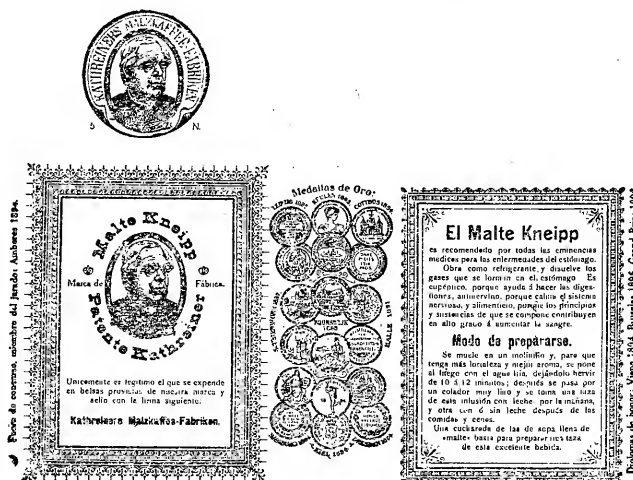 KATHREINERS MALZKAFFEE-FABRIKEN
S N.
Fuera de concurso, miembro del jurado: Amberes 1894.
Malte Kneipp
Marca de Fábrica.
Patente Kathreiner
Unicamente es legítimo el que se expende
en bolsas provistas de nuestra marca y
sello con la firma siguiente:
Kathreiners Malzkaffee-Fabriken.
Medallas de Oro:
El Malte Kneipp
es recomendado por todas las eminencias
médicas para las enfermedades del estómago.
Obra como refrigerante, y disuelve los
gases que se forman en el estómago. Es
eupéptico, porque ayuda á hacer las diges-
tiones, antinervino, porque calma el sistema
nervioso, y alimenticio, porque los principios
y sustancias de que se compone contribuyen
en alto grado á aumentar la sangre.
Modo de prepararse.
Se muele en un molinillo y, para que
tenga más fortaleza y mejor aroma, se pone
al fuego con el agua fría, dejándolo hervir
de 10 á 12 minutos; después se pasa por
un colador muy fino y se toma una taza
de esta infusión con leche por la mañana,
y otra con ó sin leche después de las
comidas y cenas.
Una cucharada de las de sopa llena de
«malte» basta para preparar una taza
de esta excelente bebida.